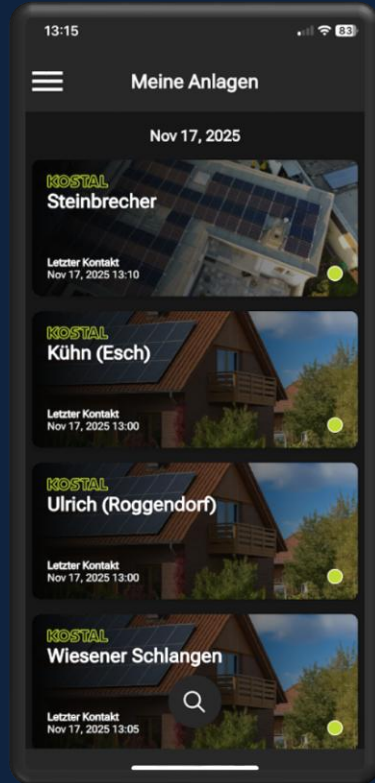 13:15
83
Meine Anlagen
Nov 17, 2025
KOSTAL
Steinbrecher
Letzter Kontakt
Nov 17, 2025 13:10
KOSTAL
Kühn (Esch)
Letzter Kontakt
Nov 17, 2025 13:00
KOSTAL
Ulrich (Roggendorf)
Letzter Kontakt
Nov 17, 2025 13:00
KOSTAL
Wiesener Schlangen
Letzter Kontakt
Nov 17, 2025 13:05